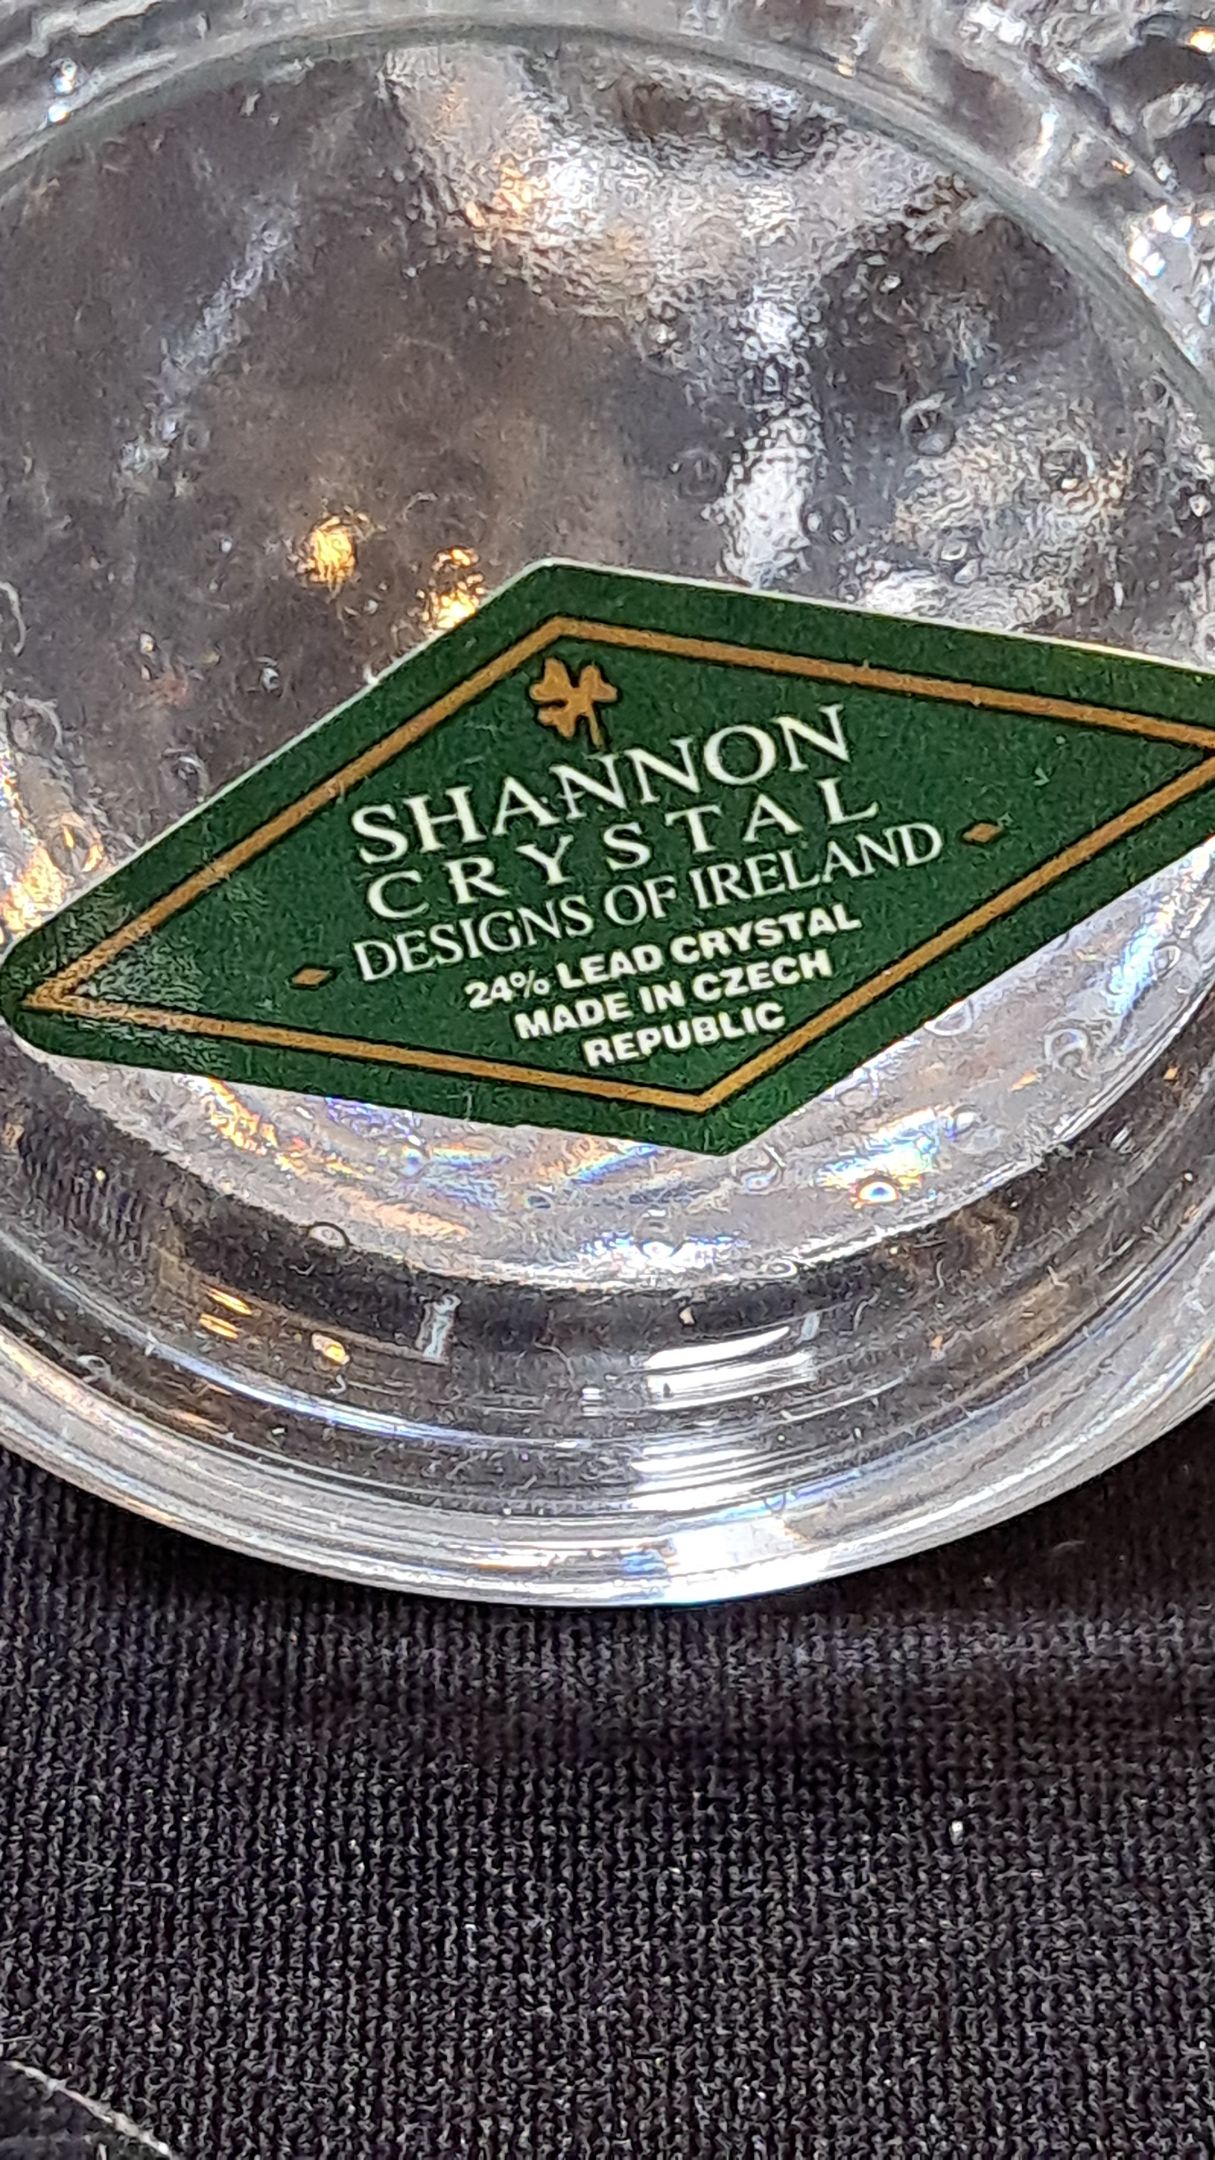 SHANNON
CRYSTAL
DESIGNS OF IRELAND
24% LEAD CRYSTAL
MADE IN CZECH
REPUBLIC